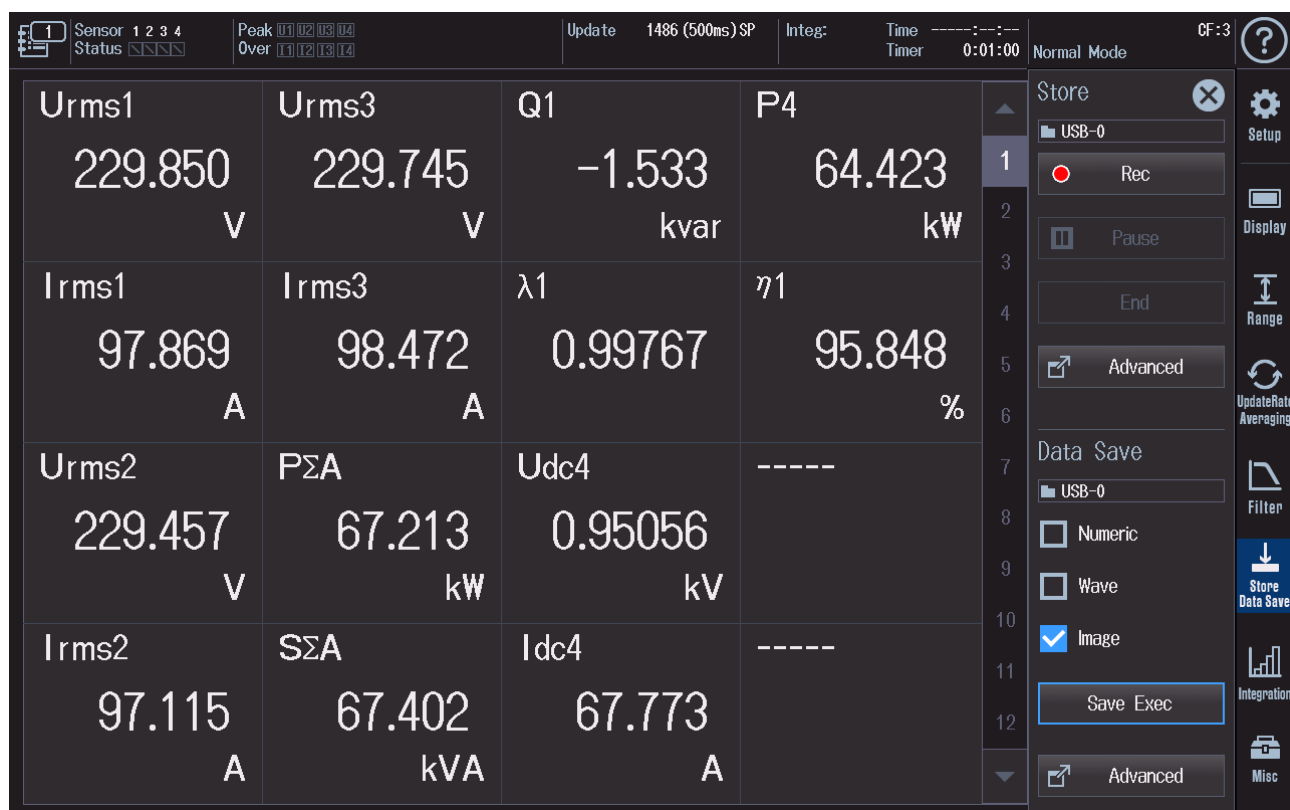 1 Sensor 1 2 3 4 Peak U1 U2 U3 U4 Update 1486 (500ms) SP Integ: Time -----:--:-- CF:3
Status Over I1 I2 I3 I4 Timer 0:01:00 Normal Mode ?
Urms1 Urms3 Q1 P4
229.850 229.745 -1.533 64.423
V V kvar kW
Irms1 Irms3 λ1 η1
97.869 98.472 0.99767 95.848
A A %
Urms2 PΣA Udc4 -----
229.457 67.213 0.95056
V kW kV
Irms2 SΣA Idc4 -----
97.115 67.402 67.773
A kVA A
1
2
3
4
5
6
7
8
9
10
11
12
Store
USB-0
Rec
Pause
End
Advanced
Data Save
USB-0
Numeric
Wave
Image
Save Exec
Advanced
Setup
Display
Range
UpdateRate
Averaging
Filter
Store
Data Save
Integration
Misc